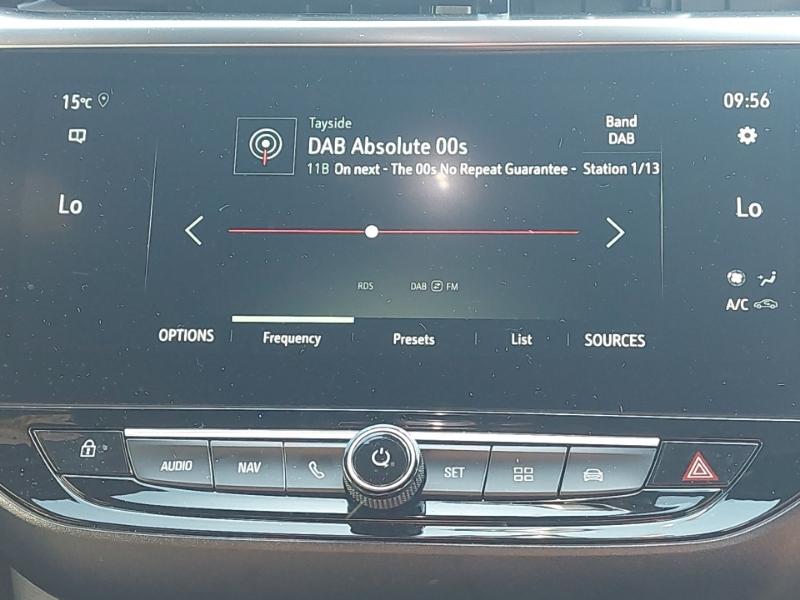 15°C
09:56
Tayside
DAB Absolute 00s
11B On next - The 00s No Repeat Guarantee - Station 1/13
Band
DAB
Lo
Lo
RDS
DAB FM
A/C
OPTIONS
Frequency
Presets
List
SOURCES
AUDIO
NAV
SET